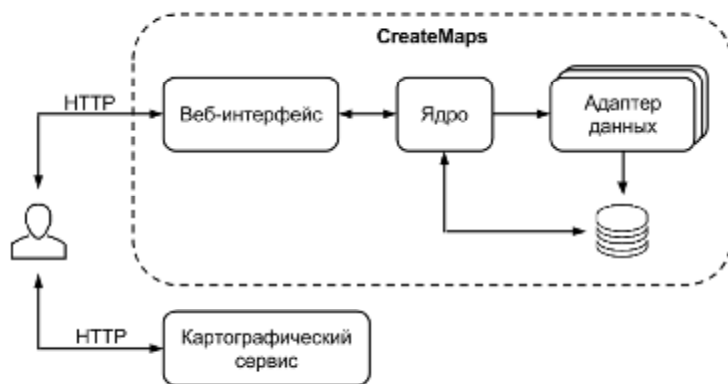 CreateMaps
HTTP
Веб-интерфейс
Ядро
Адаптер
данных
HTTP
Картографический
сервис